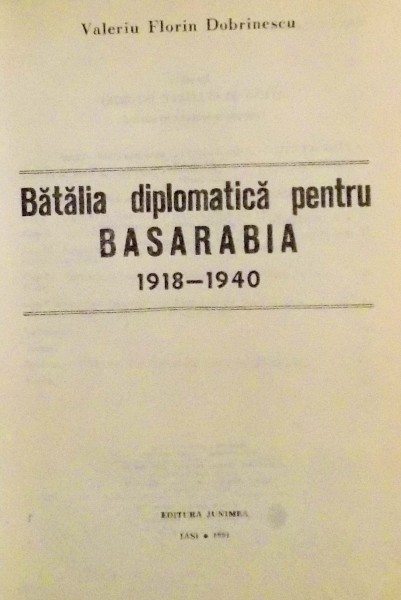 Valeriu Florin Dobrinescu
Bătălia diplomatică pentru
BASARABIA
1918—1940
EDITURA JUNIMEA
IAȘI ◆